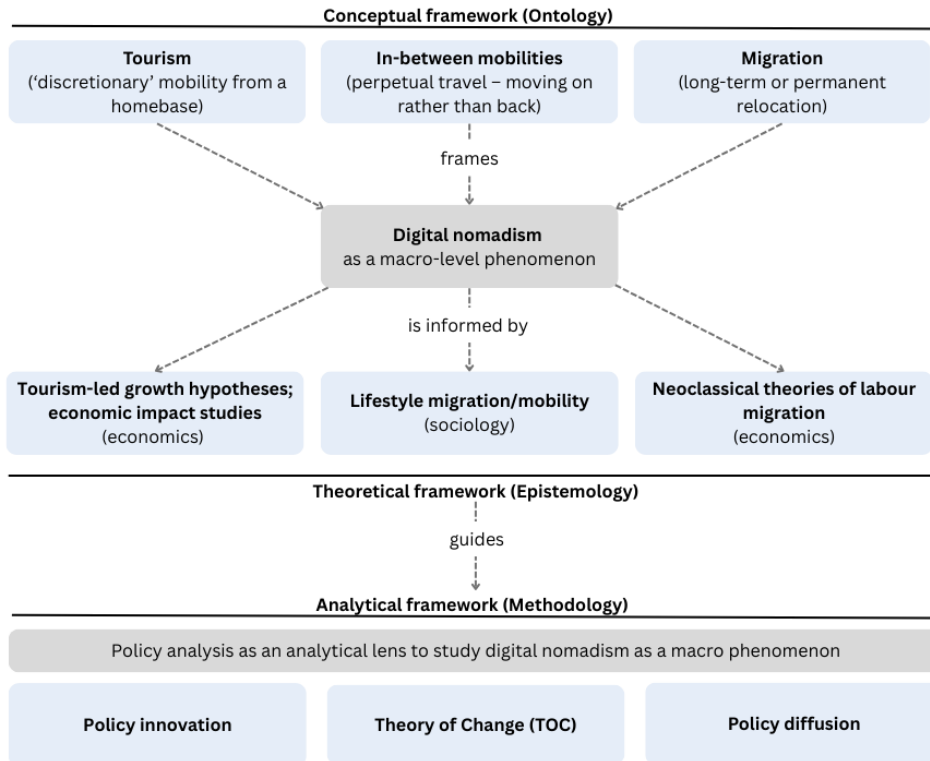 Conceptual framework (Ontology)
Tourism
(‘discretionary’ mobility from a
homebase)
In-between mobilities
(perpetual travel – moving on
rather than back)
Migration
(long-term or permanent
relocation)
frames
Digital nomadism
as a macro-level phenomenon
is informed by
Tourism-led growth hypotheses;
economic impact studies
(economics)
Lifestyle migration/mobility
(sociology)
Neoclassical theories of labour
migration
(economics)
Theoretical framework (Epistemology)
guides
Analytical framework (Methodology)
Policy analysis as an analytical lens to study digital nomadism as a macro phenomenon
Policy innovation
Theory of Change (TOC)
Policy diffusion